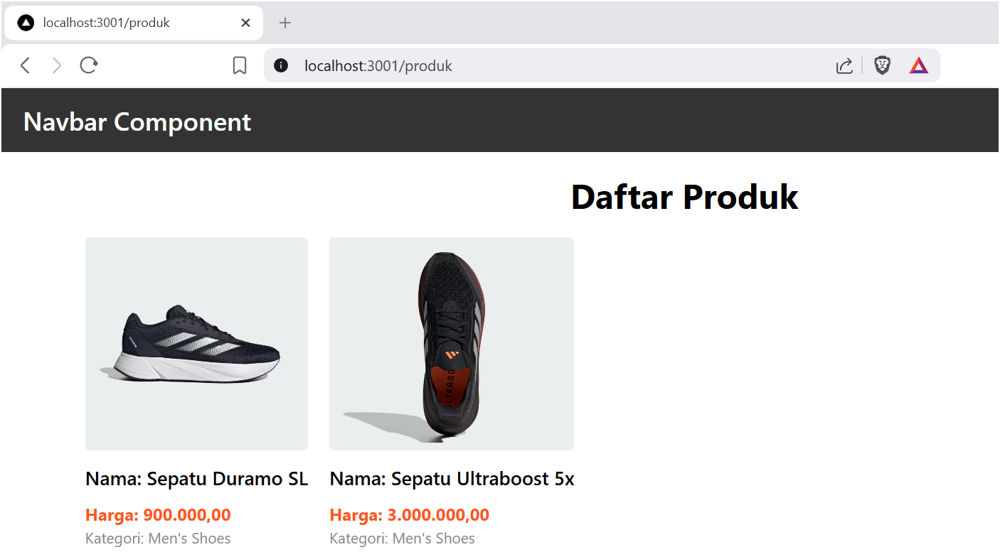 localhost:3001/produk
localhost:3001/produk
Navbar Component
Daftar Produk
ULTRABO
Nama: Sepatu Duramo SL
Harga: 900.000,00
Kategori: Men's Shoes
Nama: Sepatu Ultraboost 5x
Harga: 3.000.000,00
Kategori: Men's Shoes